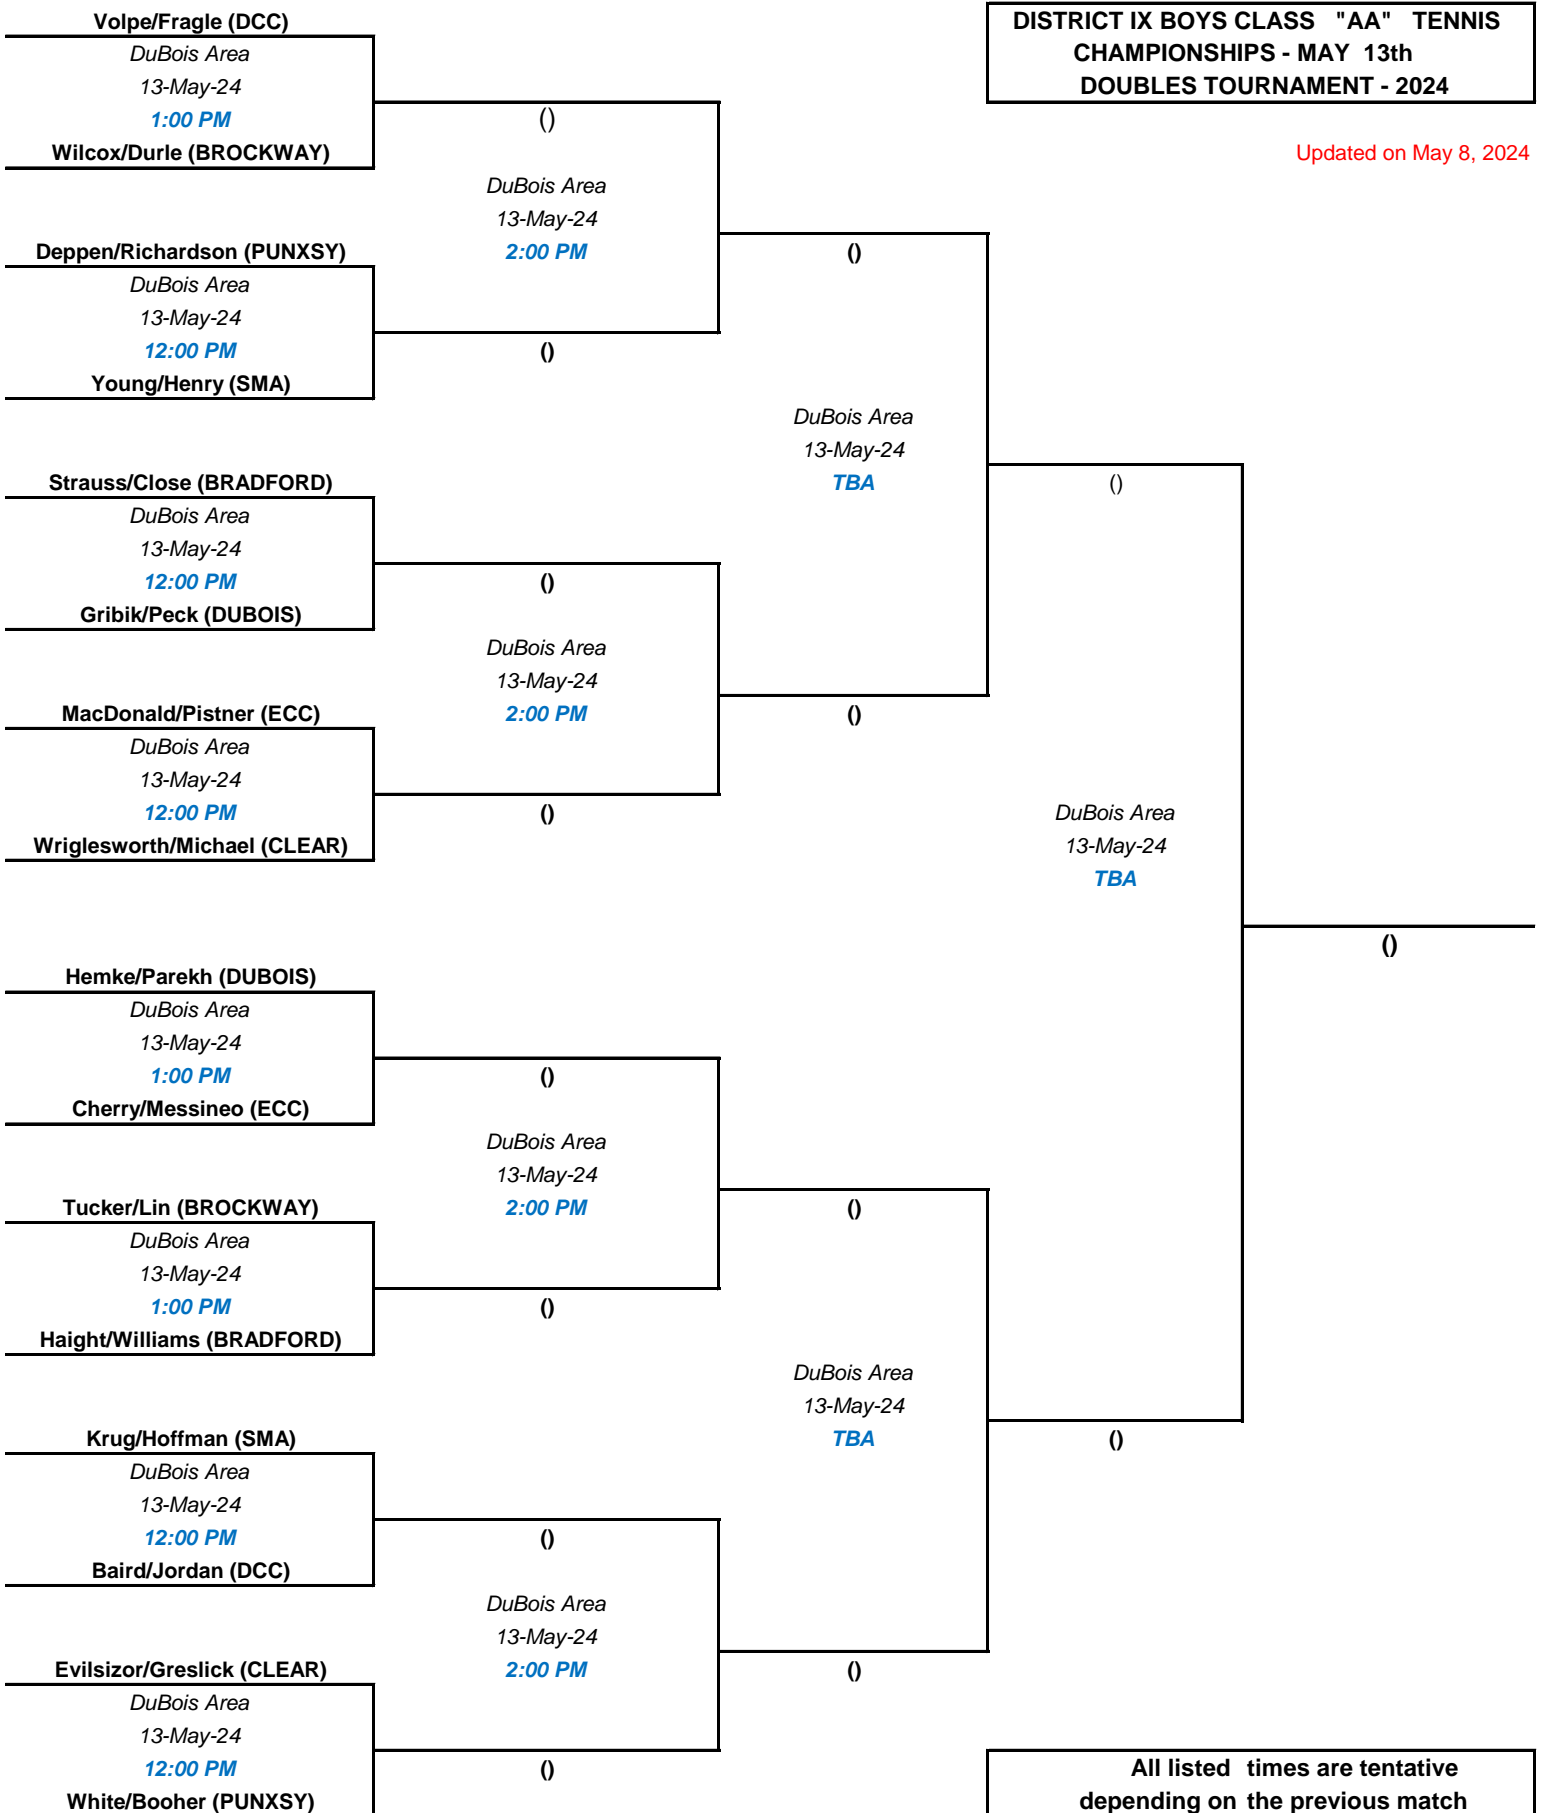 Volpe/Fragle (DCC)
DuBois Area
13-May-24
1:00 PM
Wilcox/Durle (BROCKWAY)
Deppen/Richardson (PUNXSY)
DuBois Area
13-May-24
12:00 PM
Young/Henry (SMA)
Strauss/Close (BRADFORD)
DuBois Area
13-May-24
12:00 PM
Gribik/Peck (DUBOIS)
MacDonald/Pistner (ECC)
DuBois Area
13-May-24
12:00 PM
Wriglesworth/Michael (CLEAR)
Hemke/Parekh (DUBOIS)
DuBois Area
13-May-24
1:00 PM
Cherry/Messineo (ECC)
Tucker/Lin (BROCKWAY)
DuBois Area
13-May-24
1:00 PM
Haight/Williams (BRADFORD)
Krug/Hoffman (SMA)
DuBois Area
13-May-24
12:00 PM
Baird/Jordan (DCC)
Evilsizor/Greslick (CLEAR)
DuBois Area
13-May-24
12:00 PM
White/Booher (PUNXSY)
()
DuBois Area
13-May-24
2:00 PM
()
()
DuBois Area
13-May-24
2:00 PM
()
()
DuBois Area
13-May-24
2:00 PM
()
()
DuBois Area
13-May-24
2:00 PM
()
()
DuBois Area
13-May-24
TBA
()
()
DuBois Area
13-May-24
TBA
()
()
DuBois Area
13-May-24
TBA
()
()
DISTRICT IX BOYS CLASS "AA" TENNIS
CHAMPIONSHIPS - MAY 13th
DOUBLES TOURNAMENT - 2024
Updated on May 8, 2024
All listed times are tentative
depending on the previous match